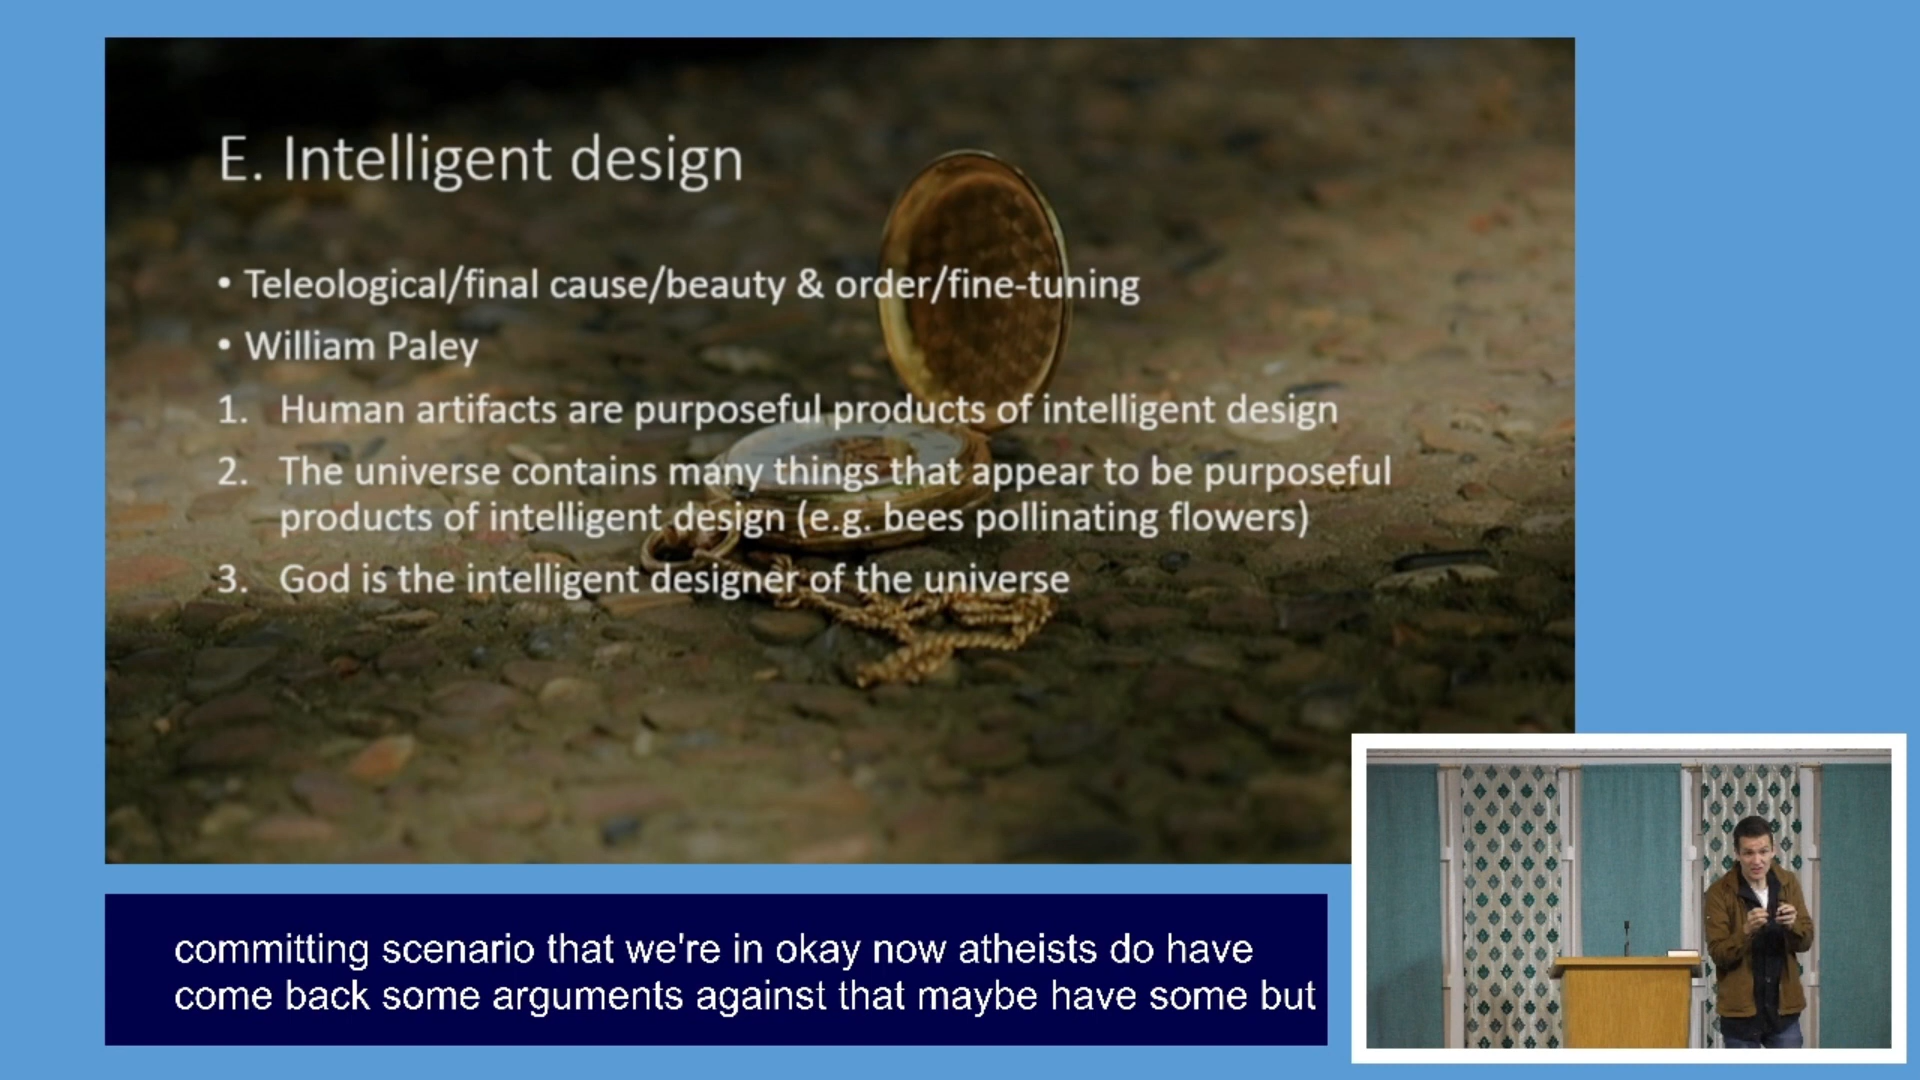 E. Intelligent design
• Teleological/final cause/beauty & order/fine-tuning
• William Paley
1. Human artifacts are purposeful products of intelligent design
2. The universe contains many things that appear to be purposeful
products of intelligent design (e.g. bees pollinating flowers)
3. God is the intelligent designer of the universe
committing scenario that we're in okay now atheists do have
come back some arguments against that maybe have some but